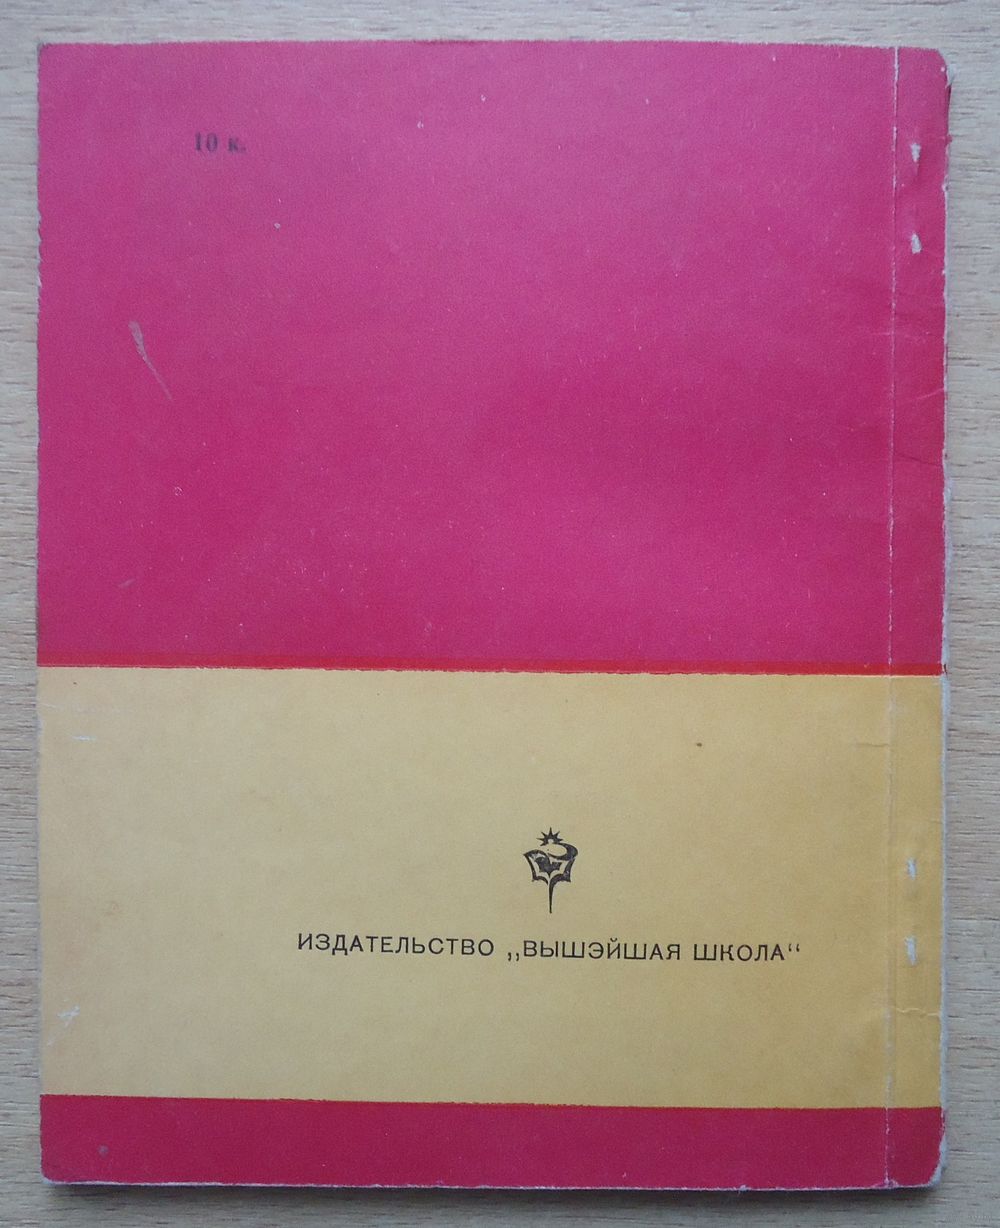 10 к.
ИЗДАТЕЛЬСТВО „ВЫШЭЙШАЯ ШКОЛА“